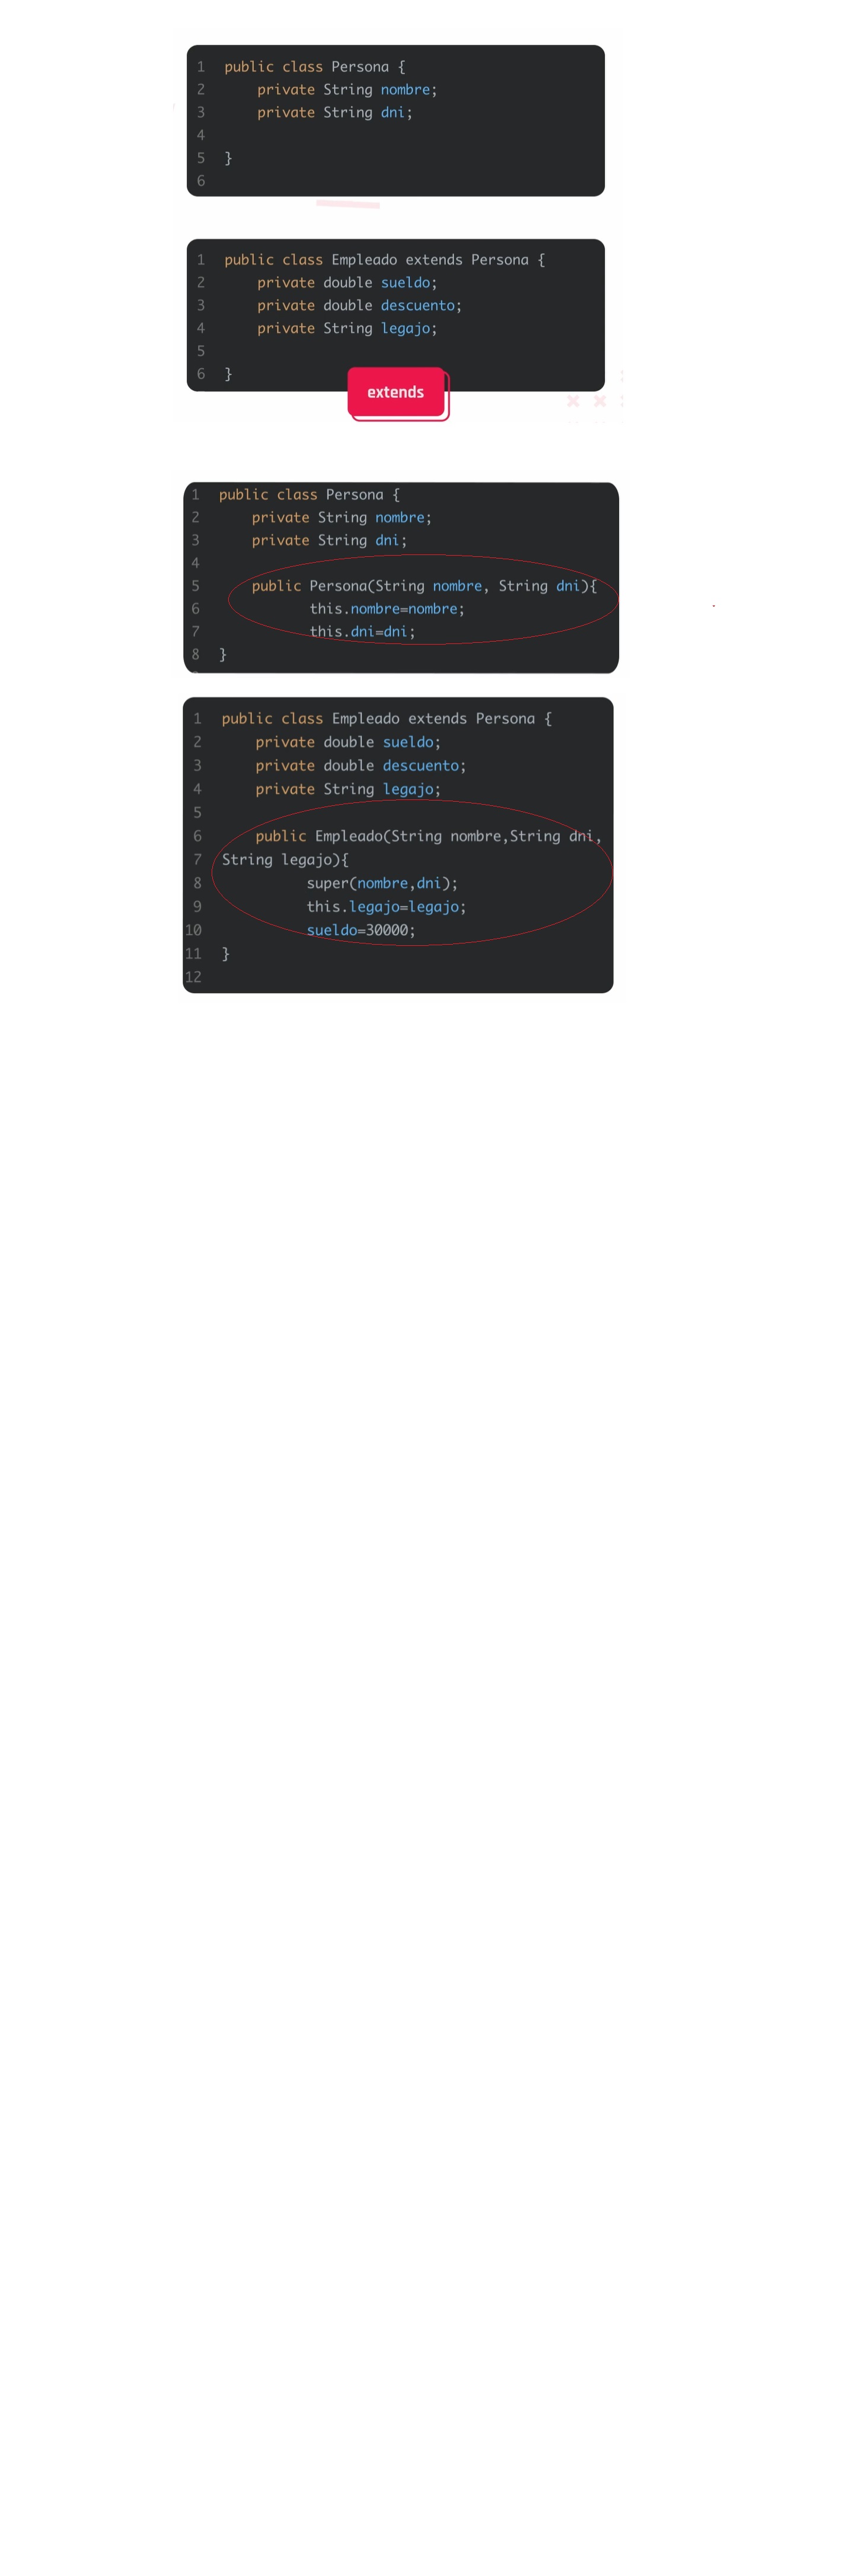 1 public class Persona {
2 private String nombre;
3 private String dni;
4
5 }
6
1 public class Empleado extends Persona {
2 private double sueldo;
3 private double descuento;
4 private String legajo;
5
6 }
extends
1 public class Persona {
2 private String nombre;
3 private String dni;
4
5 public Persona(String nombre, String dni){
6 this.nombre=nombre;
7 this.dni=dni;
8 }
1 public class Empleado extends Persona {
2 private double sueldo;
3 private double descuento;
4 private String legajo;
5
6 public Empleado(String nombre,String dni,
7 String legajo){
8 super(nombre,dni);
9 this.legajo=legajo;
10 sueldo=30000;
11 }
12